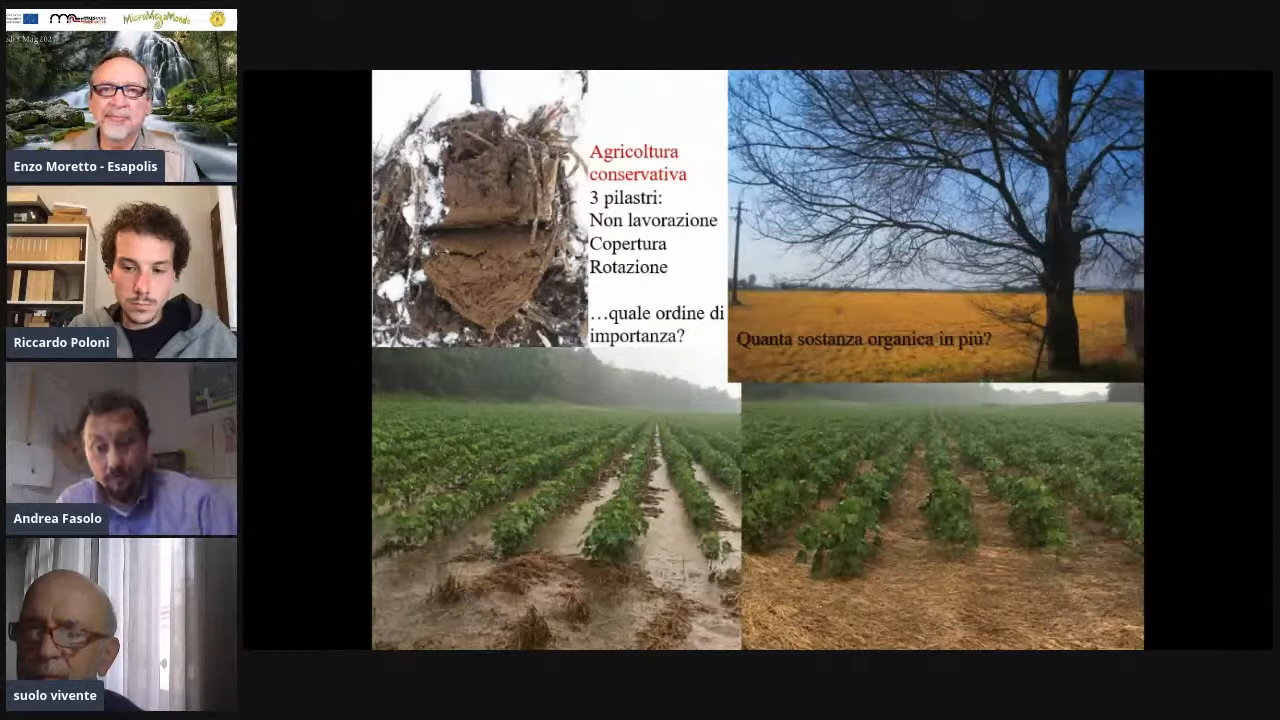 MicroMegaMondo
Enzo Moretto - Esapolis
Riccardo Poloni
Andrea Fasolo
suolo vivente
Agricoltura
conservativa
3 pilastri:
Non lavorazione
Copertura
Rotazione
…quale ordine di
importanza?
Quanta sostanza organica in più?